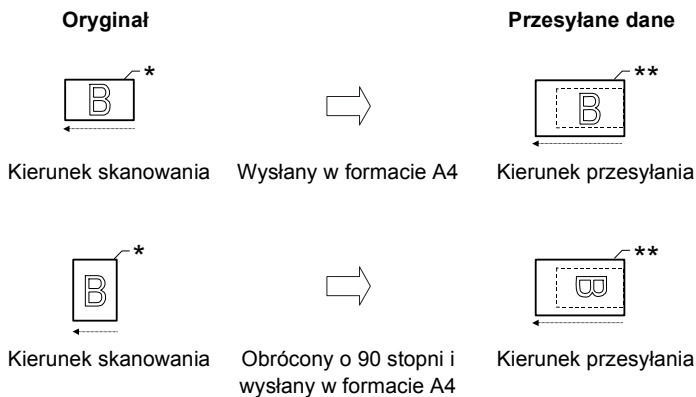 Oryginał Przesyłane dane
B * B **
Kierunek skanowania Wysłany w formacie A4 Kierunek przesyłania
B * B **
Kierunek skanowania Obrócony o 90 stopni i Kierunek przesyłania
wysłany w formacie A4